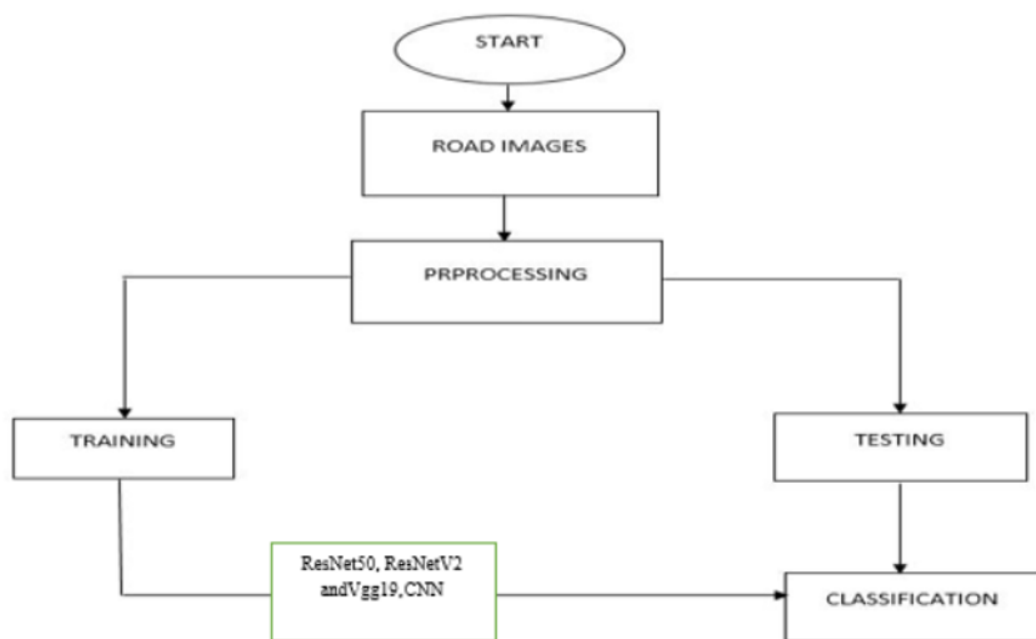 START
ROAD IMAGES
PRPROCESSING
TRAINING
TESTING
ResNet50, ResNetV2
andVgg19,CNN
CLASSIFICATION